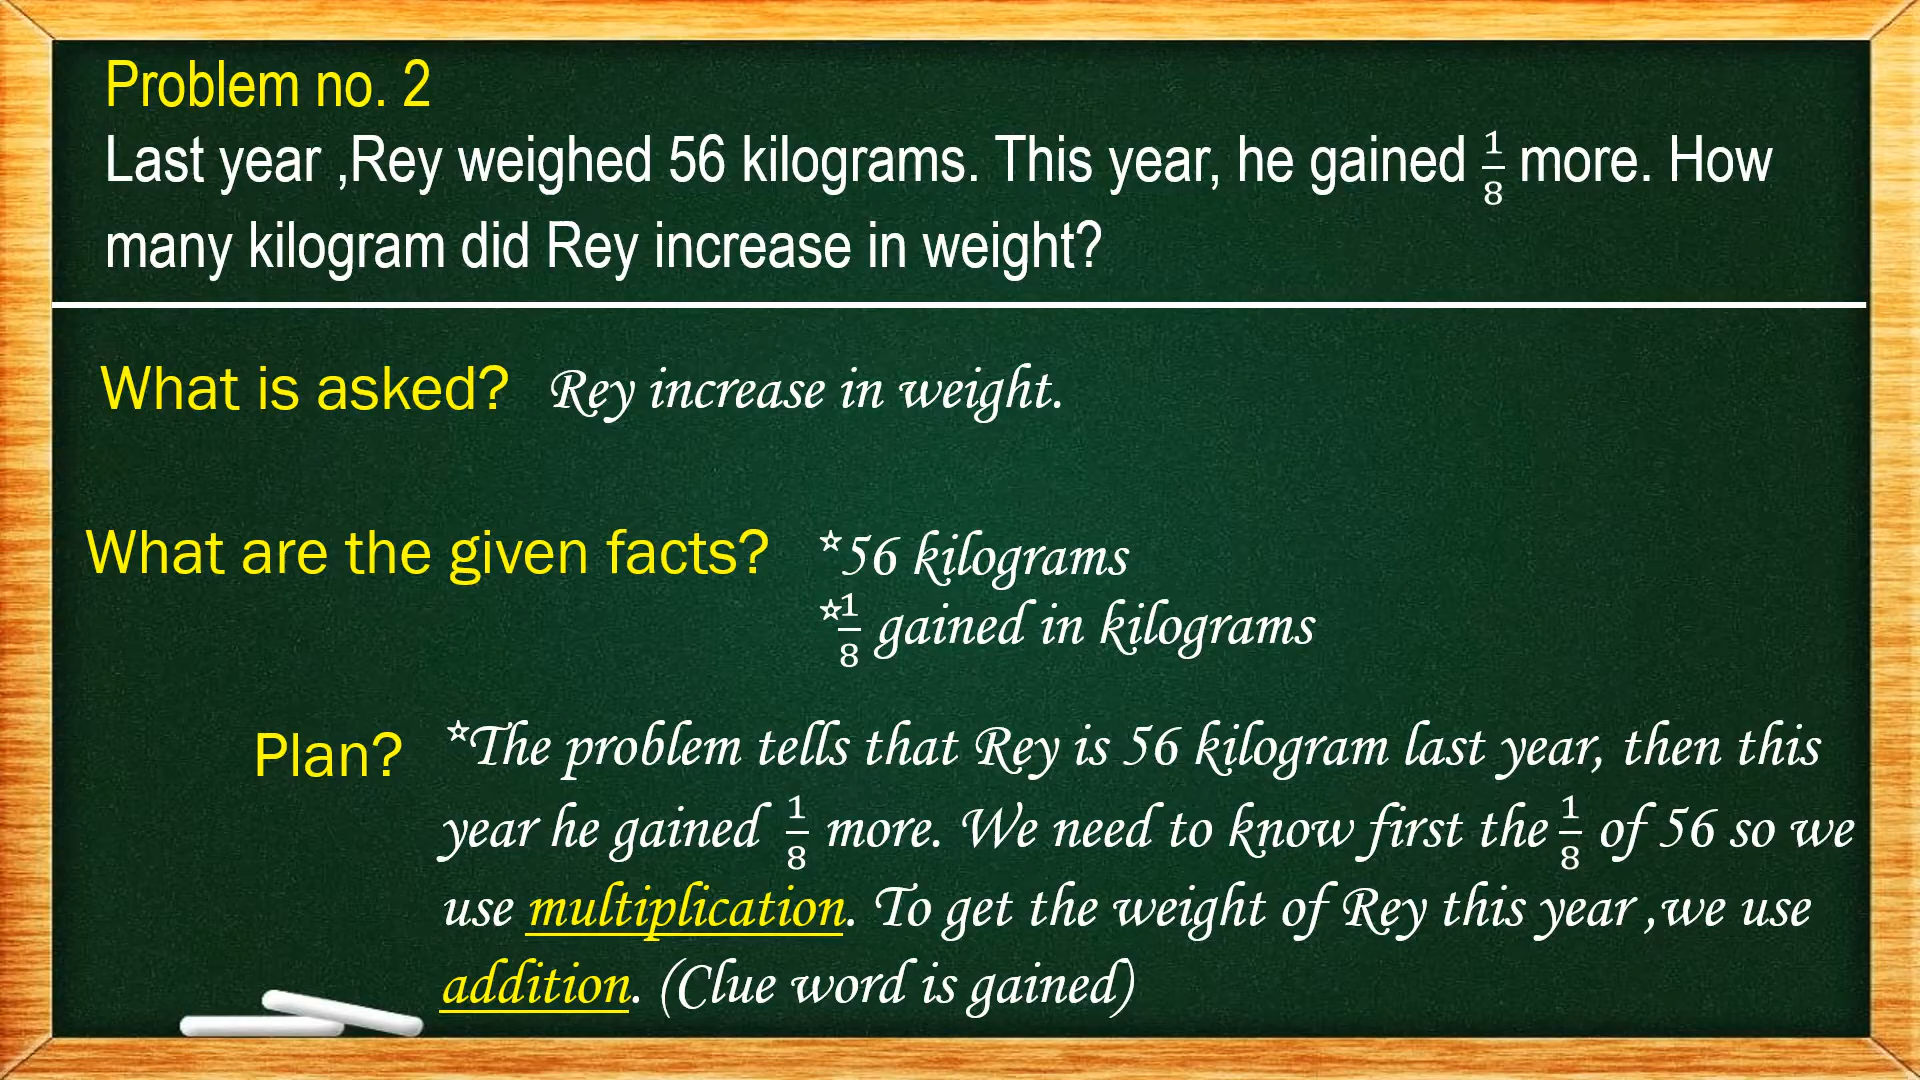 Problem no. 2
Last year ,Rey weighed 56 kilograms. This year, he gained 1/8 more. How
many kilogram did Rey increase in weight?
What is asked? Rey increase in weight.
What are the given facts? *56 kilograms
*1/8 gained in kilograms
Plan? *The problem tells that Rey is 56 kilogram last year, then this
year he gained 1/8 more. We need to know first the 1/8 of 56 so we
use multiplication. To get the weight of Rey this year ,we use
addition. (Clue word is gained)